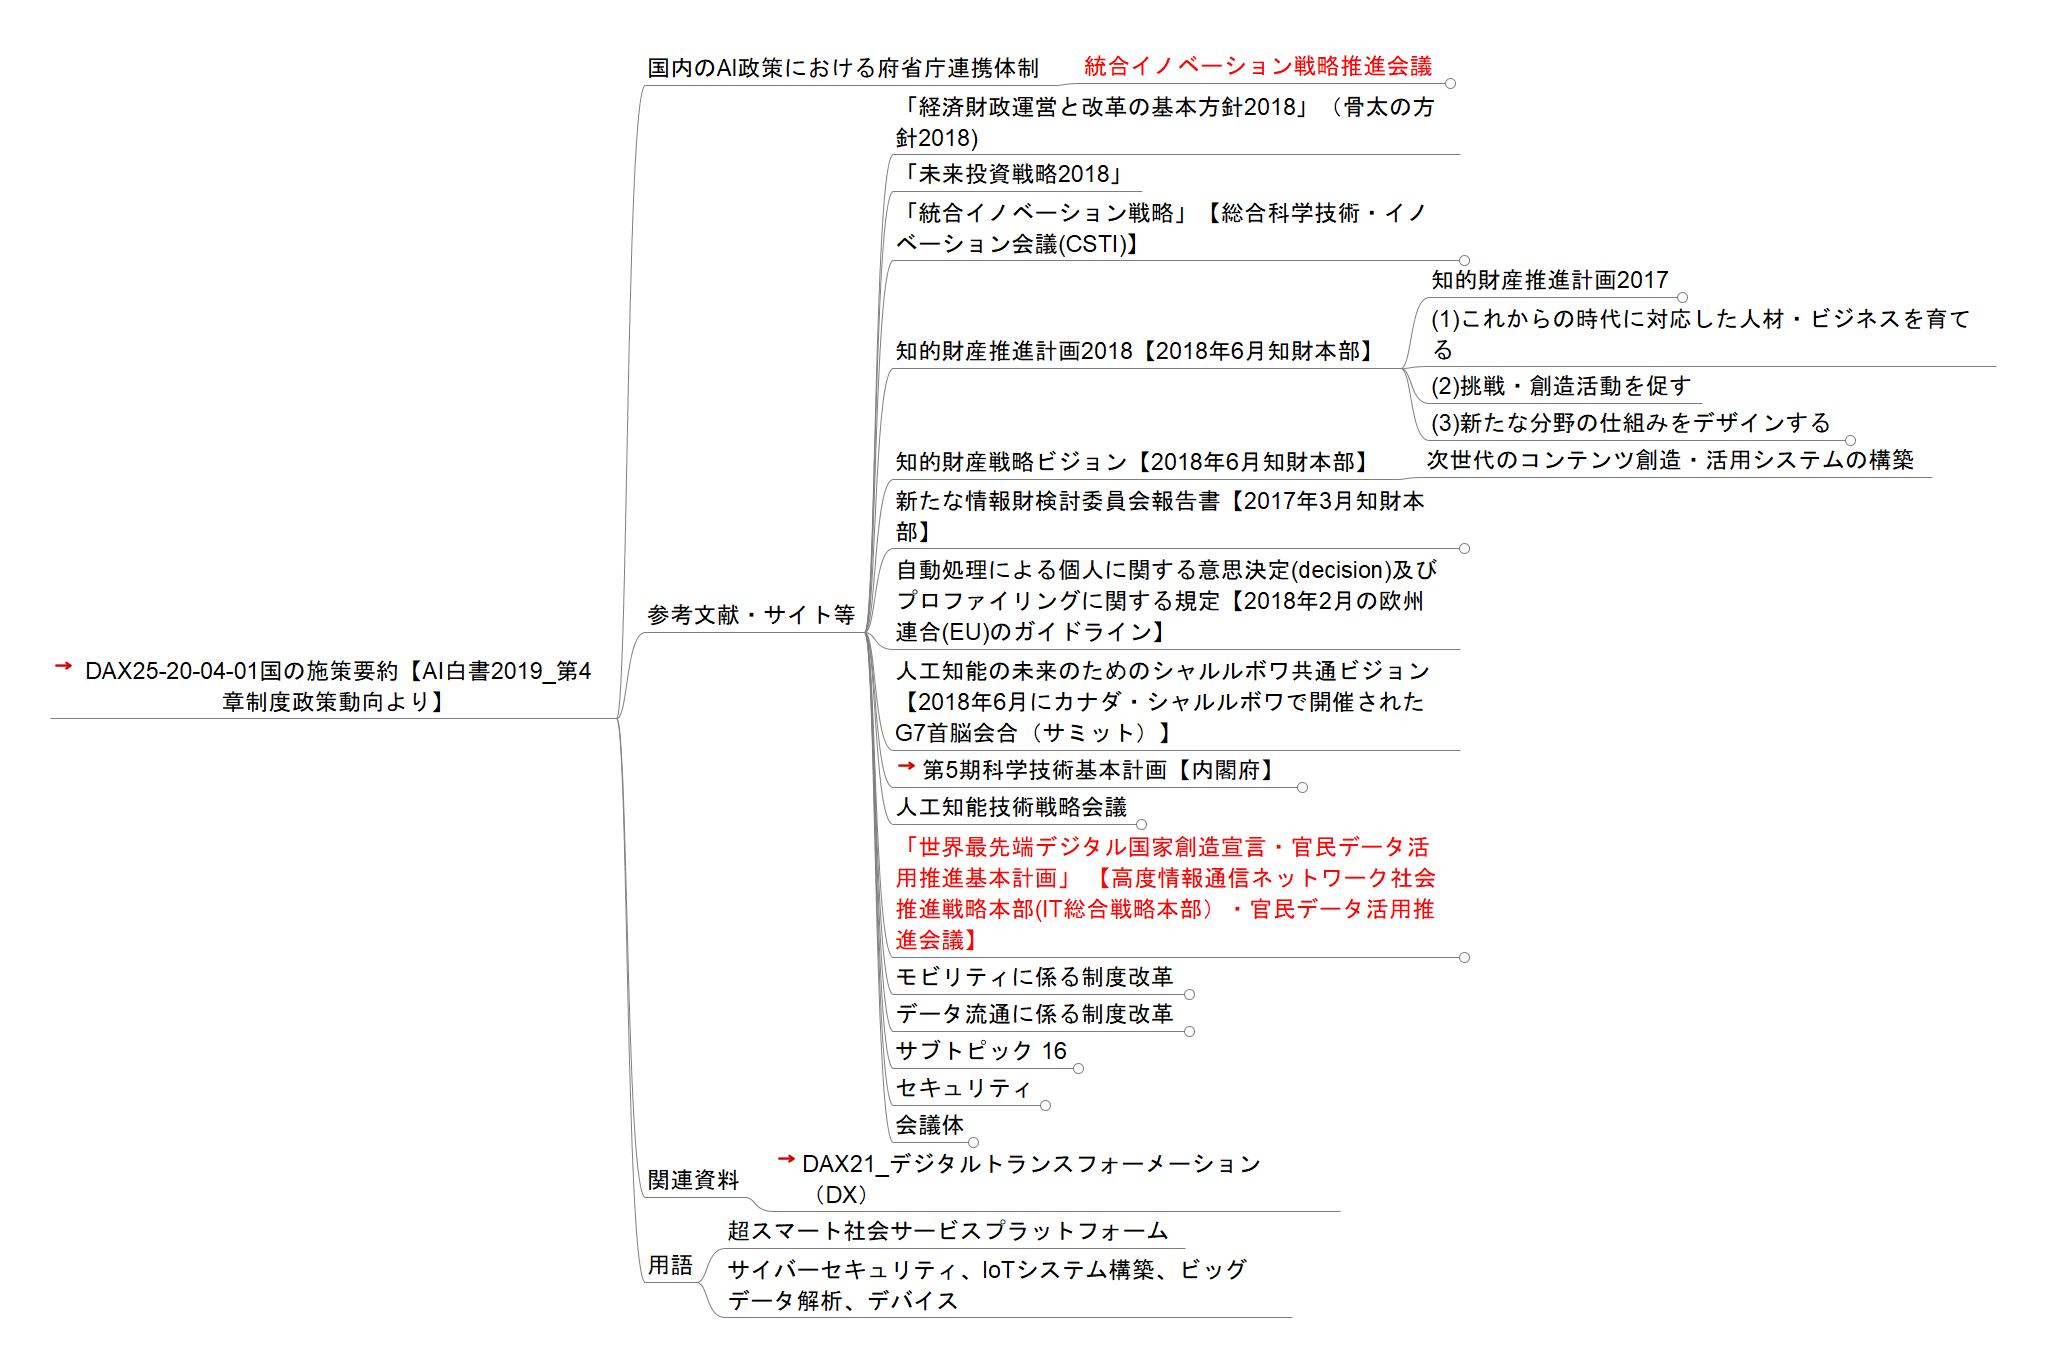 国内のAI政策における府省庁連携体制
統合イノベーション戦略推進会議
「経済財政運営と改革の基本方針2018」（骨太の方
針2018)
「未来投資戦略2018」
「統合イノベーション戦略」【総合科学技術・イノ
ベーション会議(CSTI)】
知的財産推進計画2018【2018年6月知財本部】
知的財産推進計画2017
(1)これからの時代に対応した人材・ビジネスを育て
る
(2)挑戦・創造活動を促す
(3)新たな分野の仕組みをデザインする
知的財産戦略ビジョン【2018年6月知財本部】
次世代のコンテンツ創造・活用システムの構築
新たな情報財検討委員会報告書【2017年3月知財本
部】
自動処理による個人に関する意思決定(decision)及び
プロファイリングに関する規定【2018年2月の欧州
連合(EU)のガイドライン】
参考文献・サイト等
DAX25-20-04-01国の施策要約【AI白書2019_第4
章制度政策動向より】
人工知能の未来のためのシャルルボワ共通ビジョン
【2018年6月にカナダ・シャルルボワで開催された
G7首脳会合（サミット）】
第5期科学技術基本計画【内閣府】
人工知能技術戦略会議
「世界最先端デジタル国家創造宣言・官民データ活
用推進基本計画」 【高度情報通信ネットワーク社会
推進戦略本部(IT総合戦略本部）・官民データ活用推
進会議】
モビリティに係る制度改革
データ流通に係る制度改革
サブトピック 16
セキュリティ
会議体
関連資料
DAX21_デジタルトランスフォーメーション
（DX）
用語
超スマート社会サービスプラットフォーム
サイバーセキュリティ、IoTシステム構築、ビッグ
データ解析、デバイス